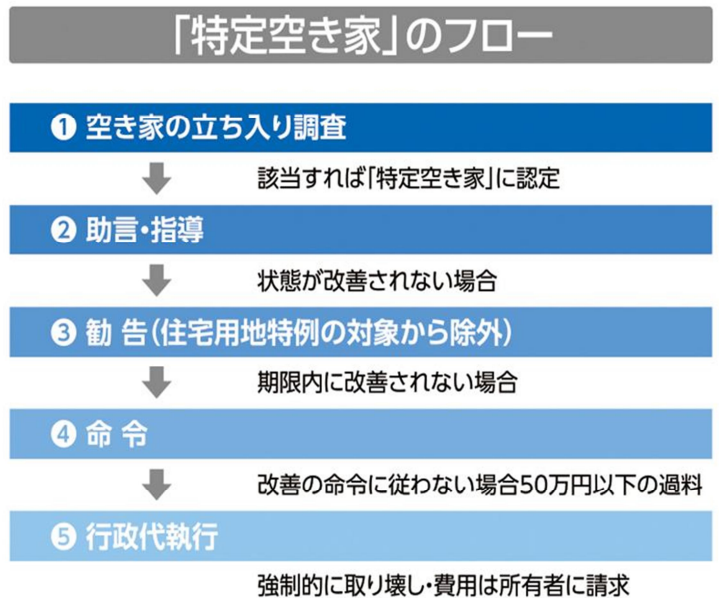 「特定空き家」のフロー
❶ 空き家の立ち入り調査
該当すれば「特定空き家」に認定
❷ 助言・指導
状態が改善されない場合
❸ 勧 告(住宅用地特例の対象から除外)
期限内に改善されない場合
❹ 命 令
改善の命令に従わない場合50万円以下の過料
❺ 行政代執行
強制的に取り壊し・費用は所有者に請求